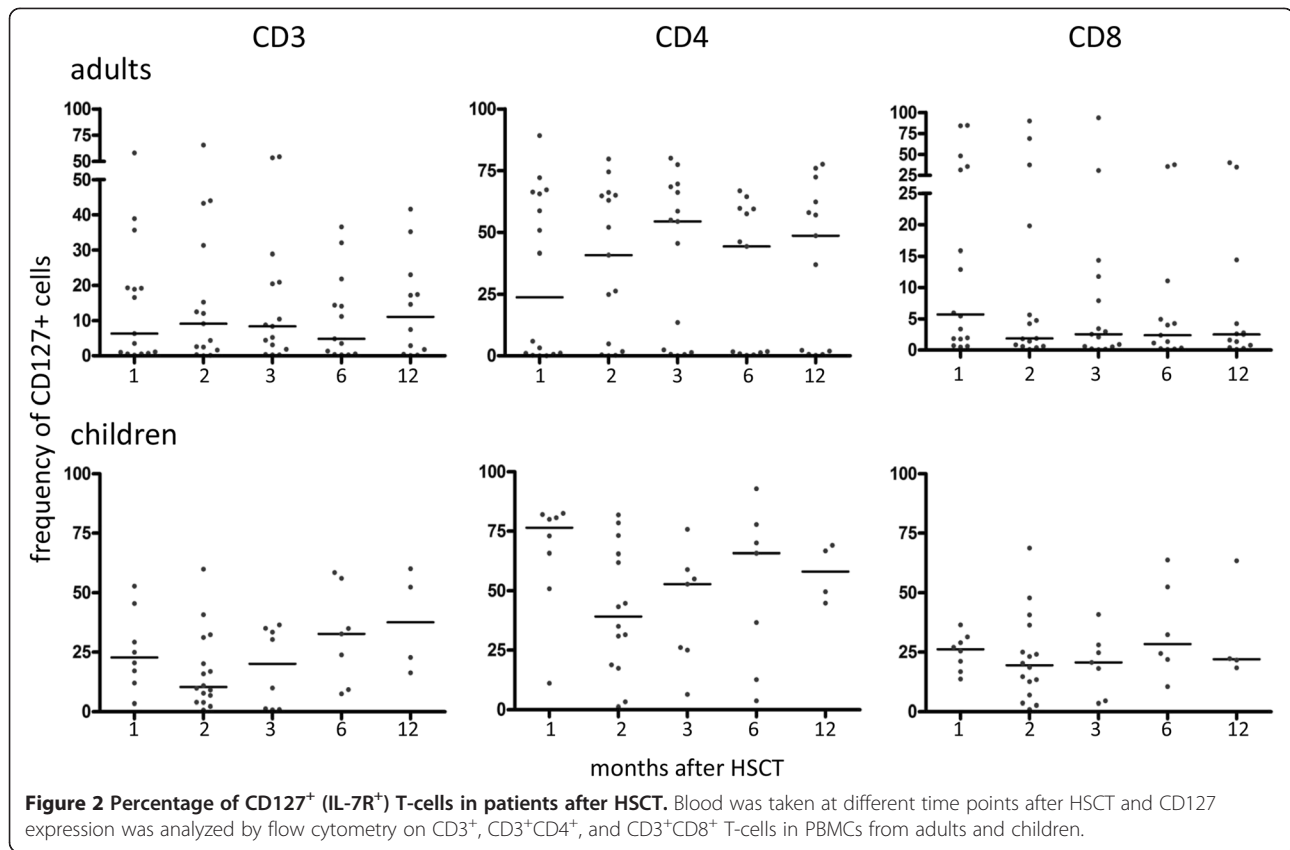 CD3 CD4 CD8
adults
frequency of CD127+ cells
100 75 50 50 40 30 20 10 0
1 2 3 6 12
100 75 50 25 0
1 2 3 6 12
100 75 50 25 25 20 15 10 5 0
1 2 3 6 12
children
100 75 50 25 0
1 2 3 6 12
100 75 50 25 0
1 2 3 6 12
100 75 50 25 0
1 2 3 6 12
months after HSCT
Figure 2 Percentage of CD127⁺ (IL-7R⁺) T-cells in patients after HSCT. Blood was taken at different time points after HSCT and CD127
expression was analyzed by flow cytometry on CD3⁺, CD3⁺CD4⁺, and CD3⁺CD8⁺ T-cells in PBMCs from adults and children.